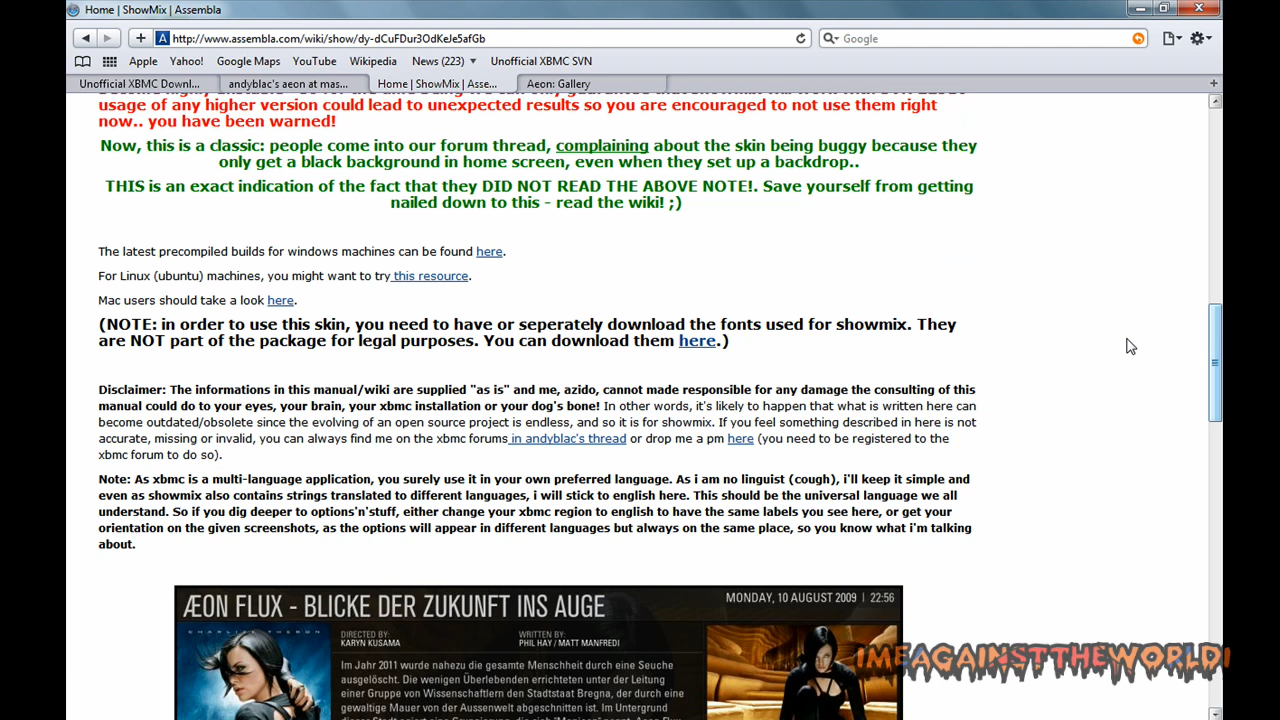 Home | ShowMix | Assembla
http://www.assembla.com/wiki/show/dy-dCuFDur3OdKeJe5afGb
Google
Apple Yahoo! Google Maps YouTube Wikipedia News (223) Unofficial XBMC SVN
Unofficial XBMC Downl... andyblac's aeon at mas... Home | ShowMix | Asse... Aeon: Gallery
usage of any higher version could lead to unexpected results so you are encouraged to not use them right
now.. you have been warned!
Now, this is a classic: people come into our forum thread, complaining about the skin being buggy because they
only get a black background in home screen, even when they set up a backdrop..
THIS is an exact indication of the fact that they DID NOT READ THE ABOVE NOTE!. Save yourself from getting
nailed down to this - read the wiki! ;)
The latest precompiled builds for windows machines can be found here.
For Linux (ubuntu) machines, you might want to try this resource.
Mac users should take a look here.
(NOTE: in order to use this skin, you need to have or seperately download the fonts used for showmix. They
are NOT part of the package for legal purposes. You can download them here.)
Disclaimer: The informations in this manual/wiki are supplied "as is" and me, azido, cannot made responsible for any damage the consulting of this
manual could do to your eyes, your brain, your xbmc installation or your dog's bone! In other words, it's likely to happen that what is written here can
become outdated/obsolete since the evolving of an open source project is endless, and so it is for showmix. If you feel something described in here is not
accurate, missing or invalid, you can always find me on the xbmc forums in andyblac's thread or drop me a pm here (you need to be registered to the
xbmc forum to do so).
Note: As xbmc is a multi-language application, you surely use it in your own preferred language. As i am no linguist (cough), i'll keep it simple and
even as showmix also contains strings translated to different languages, i will stick to english here. This should be the universal language we all
understand. So if you dig deeper to options'n'stuff, either change your xbmc region to english to have the same labels you see here, or get your
orientation on the given screenshots, as the options will appear in different languages but always on the same place, so you know what i'm talking
about.
ÆON FLUX - BLICKE DER ZUKUNFT INS AUGE
MONDAY, 10 AUGUST 2009 | 22:56
DIRECTED BY:
KARYN KUSAMA
WRITTEN BY:
PHIL HAY / MATT MANFREDI
Im Jahr 2011 wurde nahezu die gesamte Menschheit durch eine Seuche
ausgelöscht. Die wenigen Überlebenden errichteten unter der Leitung
einer Gruppe von Wissenschaftlern den Stadtstaat Bregna, der durch eine
gewaltige Mauer von der Aussenwelt abgeschnitten ist. Im Untergrund
IMEAGAINSTTHEWORLD!